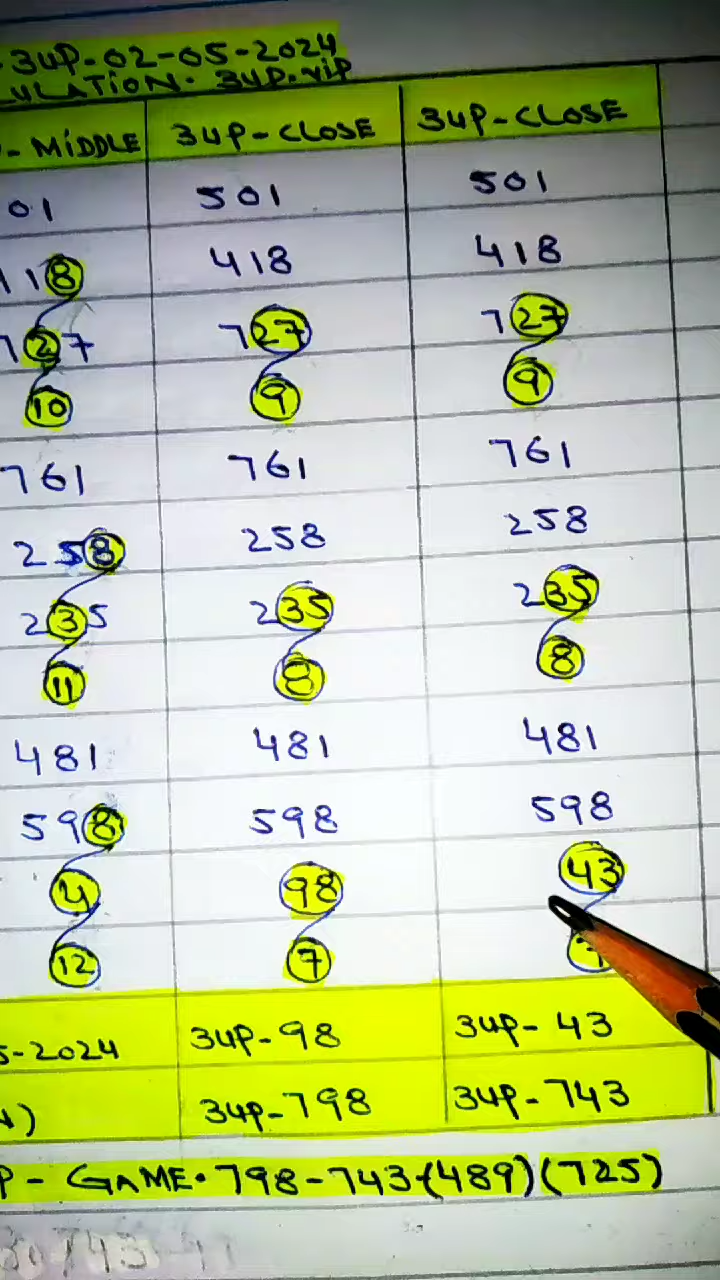 3UP-02-05-2024
ULATION. 3UP.VIP
- MIDDLE 3UP-CLOSE 3UP-CLOSE
01 501 501
118 418 418
727 727 727
10 9 9
761 761 761
258 258 258
235 235 235
11 8 8
481 481 481
598 598 598
4 98 43
12 7 7
5-2024 3UP-98 3UP-43
) 3UP-798 3UP-743
P-GAME.798-743-(489)(725)